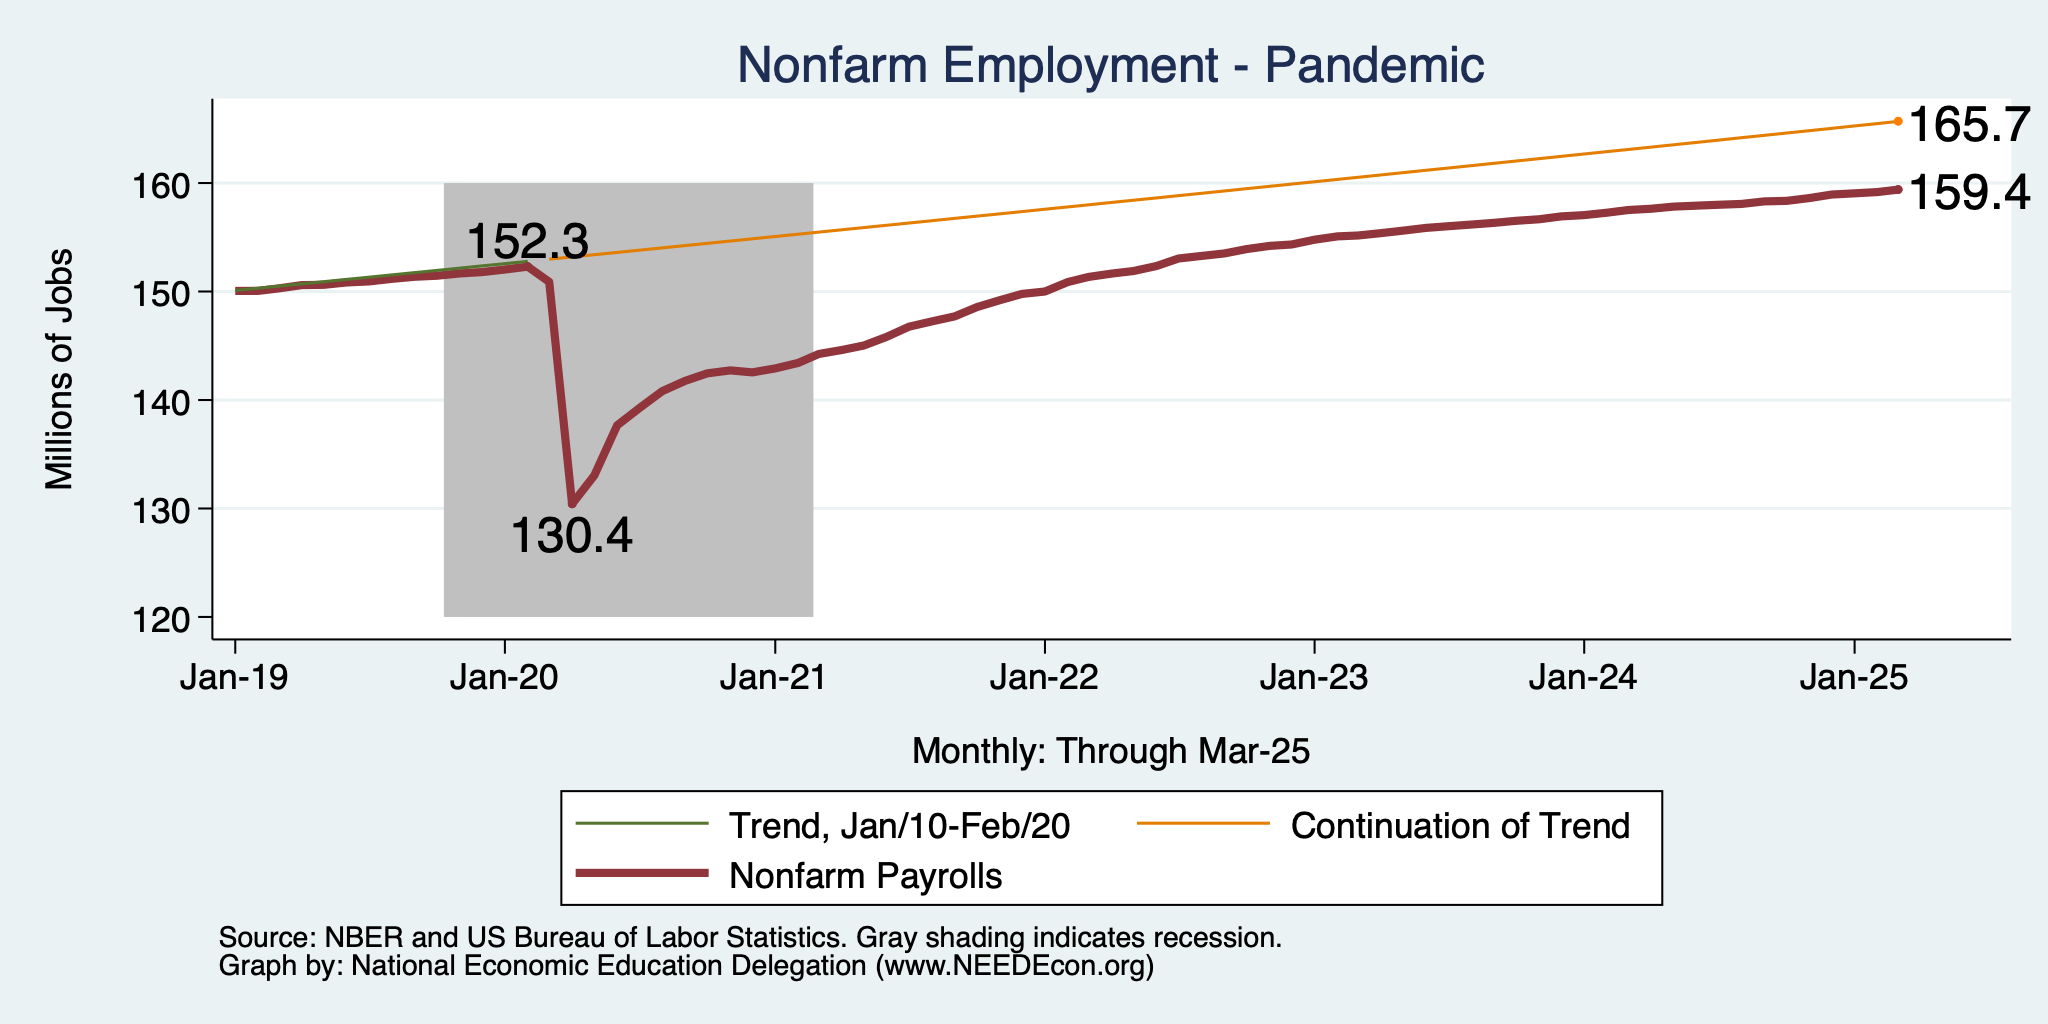 Nonfarm Employment - Pandemic
165.7
160
159.4
152.3
150
Millions of Jobs
140
130
130.4
120
Jan-19 Jan-20 Jan-21 Jan-22 Jan-23 Jan-24 Jan-25
Monthly: Through Mar-25
Trend, Jan/10-Feb/20 Continuation of Trend
Nonfarm Payrolls
Source: NBER and US Bureau of Labor Statistics. Gray shading indicates recession.
Graph by: National Economic Education Delegation (www.NEEDEcon.org)